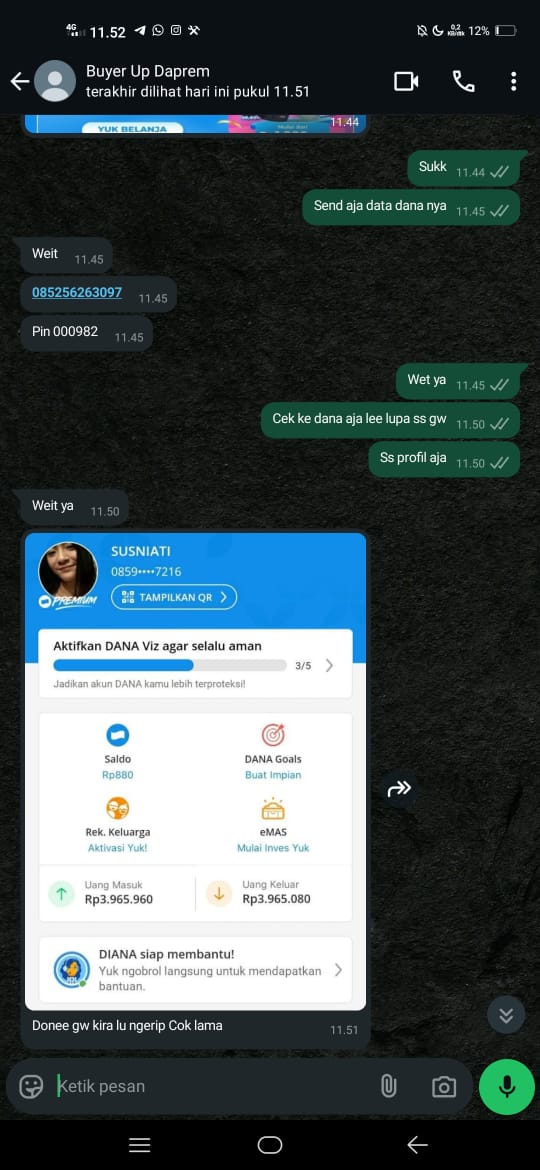 4G 11.52 0,2 KB/dtk 12%
Buyer Up Daprem
terakhir dilihat hari ini pukul 11.51
YUK BELANJA
11.44
Sukk 11.44
Send aja data dana nya 11.45
Weit 11.45
085256263097 11.45
Pin 000982 11.45
Wet ya 11.45
Cek ke dana aja lee lupa ss gw 11.50
Ss profil aja 11.50
Weit ya 11.50
SUSNIATI
0859••••7216
PREMIUM
TAMPILKAN QR
Aktifkan DANA Viz agar selalu aman
3/5
Jadikan akun DANA kamu lebih terproteksi!
Saldo
Rp880
DANA Goals
Buat Impian
Rek. Keluarga
Aktivasi Yuk!
eMAS
Mulai Inves Yuk
Uang Masuk
Rp3.965.960
Uang Keluar
Rp3.965.080
DIANA siap membantu!
Yuk ngobrol langsung untuk mendapatkan
bantuan.
Donee gw kira lu ngerip Cok lama 11.51
Ketik pesan